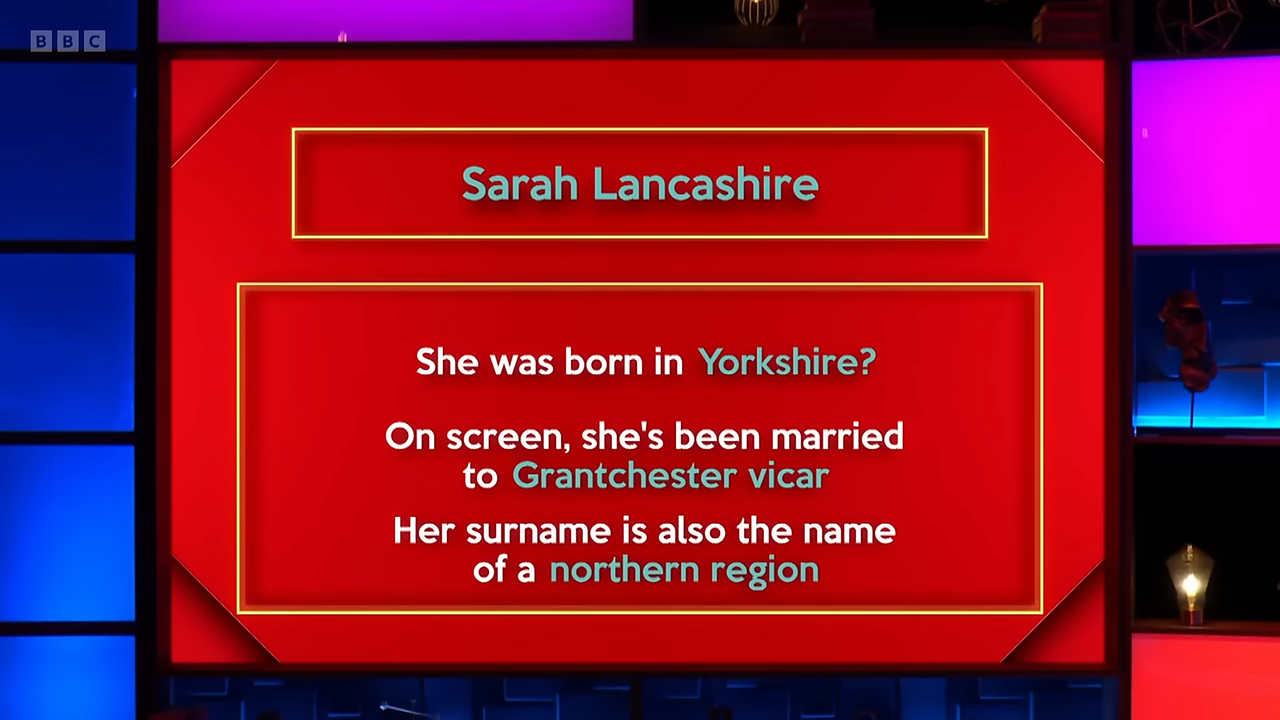 BBC
Sarah Lancashire
She was born in Yorkshire?
On screen, she's been married
to Grantchester vicar
Her surname is also the name
of a northern region